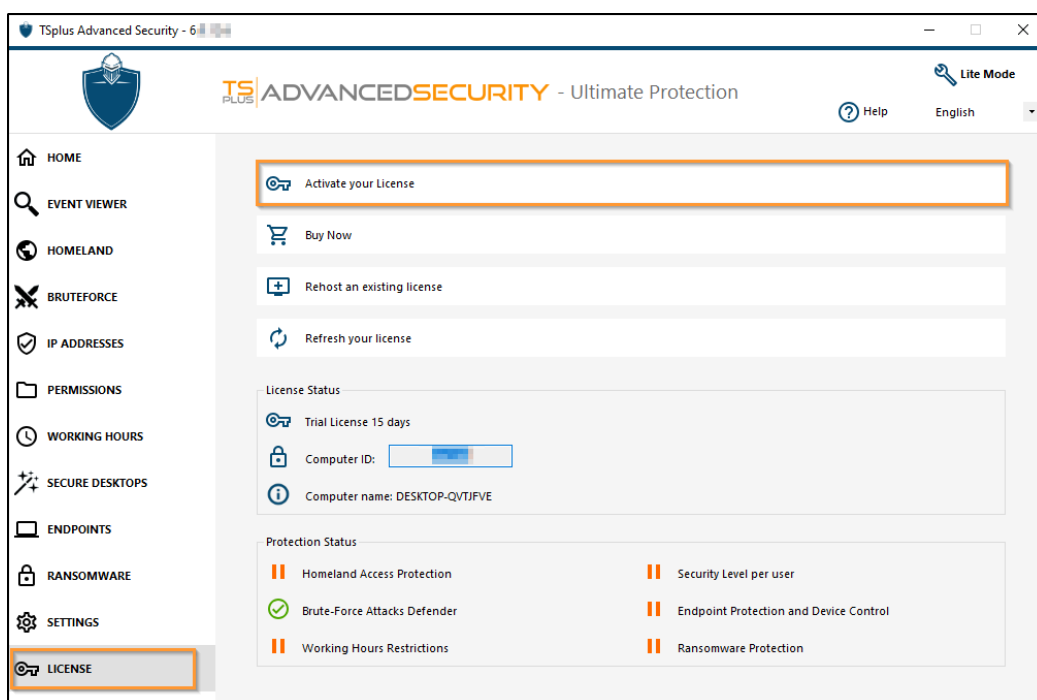 TSplus Advanced Security - 6
TS PLUS ADVANCEDSECURITY - Ultimate Protection
Lite Mode
Help
English
HOME
EVENT VIEWER
HOMELAND
BRUTEFORCE
IP ADDRESSES
PERMISSIONS
WORKING HOURS
SECURE DESKTOPS
ENDPOINTS
RANSOMWARE
SETTINGS
LICENSE
Activate your License
Buy Now
Rehost an existing license
Refresh your license
License Status
Trial License 15 days
Computer ID:
Computer name: DESKTOP-QVTJFVE
Protection Status
Homeland Access Protection
Security Level per user
Brute-Force Attacks Defender
Endpoint Protection and Device Control
Working Hours Restrictions
Ransomware Protection